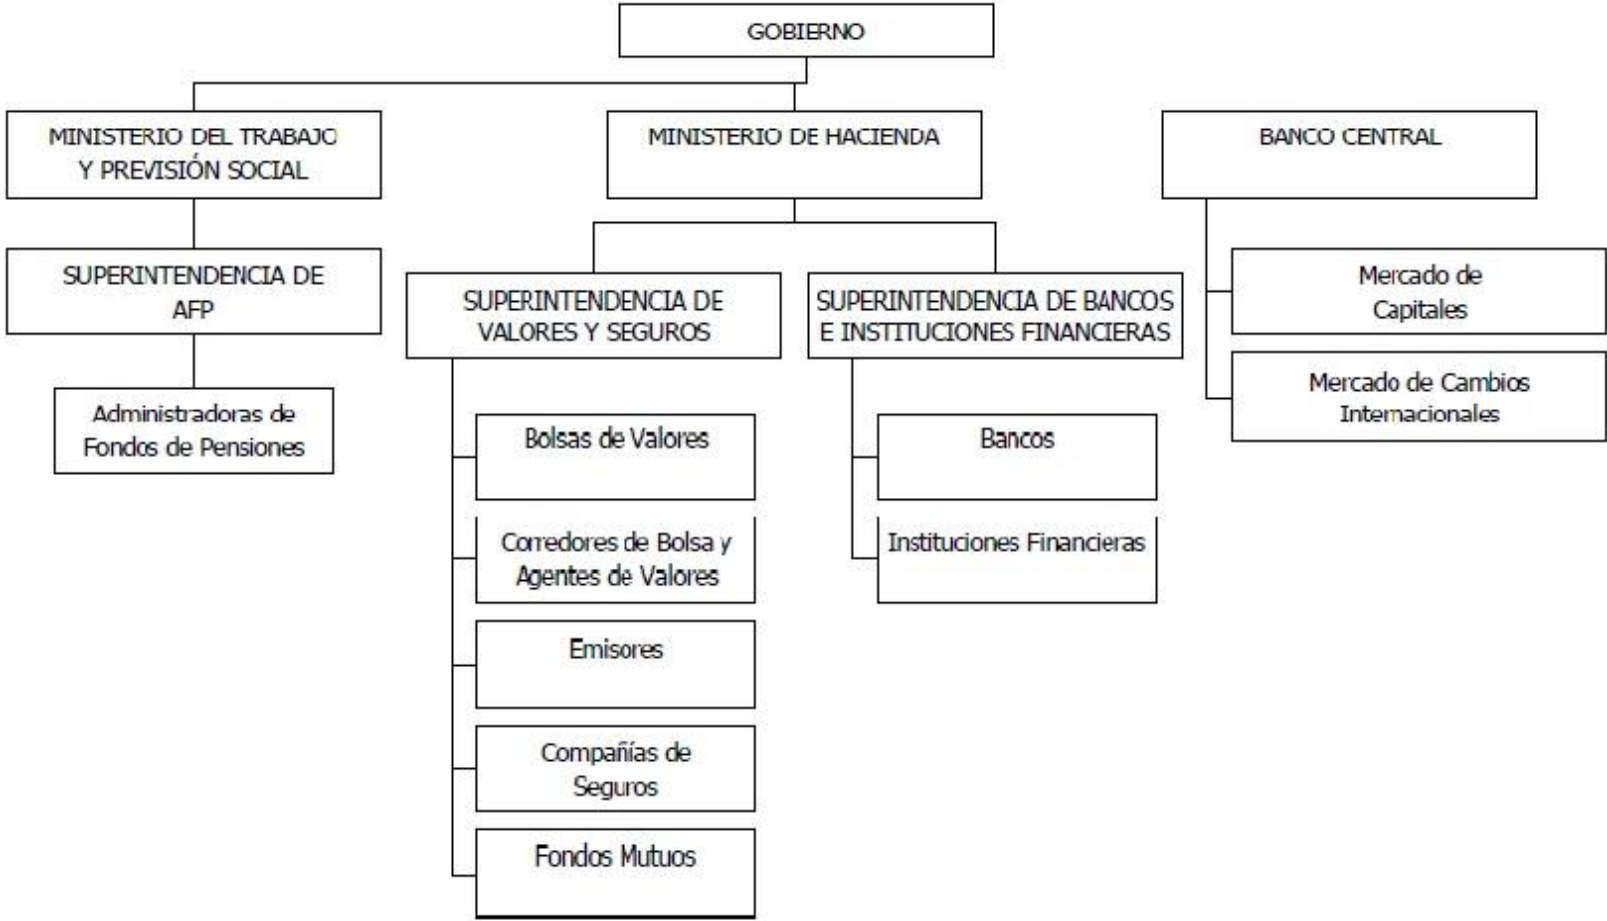 GOBIERNO
MINISTERIO DEL TRABAJO
Y PREVISIÓN SOCIAL
MINISTERIO DE HACIENDA
BANCO CENTRAL
SUPERINTENDENCIA DE
AFP
SUPERINTENDENCIA DE
VALORES Y SEGUROS
SUPERINTENDENCIA DE BANCOS
E INSTITUCIONES FINANCIERAS
Mercado de
Capitales
Mercado de Cambios
Internacionales
Administradoras de
Fondos de Pensiones
Bolsas de Valores
Corredores de Bolsa y
Agentes de Valores
Emisores
Compañías de
Seguros
Fondos Mutuos
Bancos
Instituciones Financieras